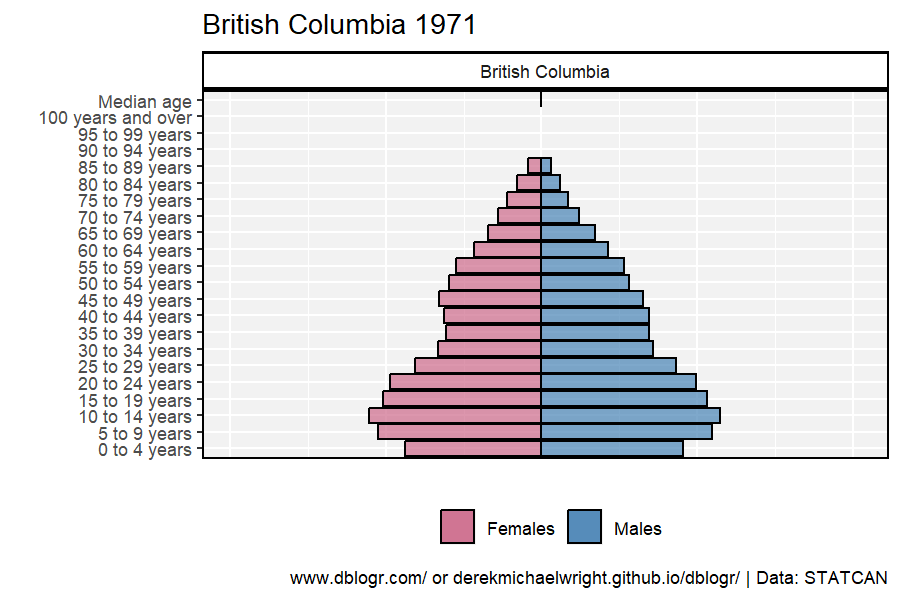 British Columbia 1971
British Columbia
Median age
100 years and over
95 to 99 years
90 to 94 years
85 to 89 years
80 to 84 years
75 to 79 years
70 to 74 years
65 to 69 years
60 to 64 years
55 to 59 years
50 to 54 years
45 to 49 years
40 to 44 years
35 to 39 years
30 to 34 years
25 to 29 years
20 to 24 years
15 to 19 years
10 to 14 years
5 to 9 years
0 to 4 years
Females Males
www.dblogr.com/ or derekmichaelwright.github.io/dblogr/ | Data: STATCAN